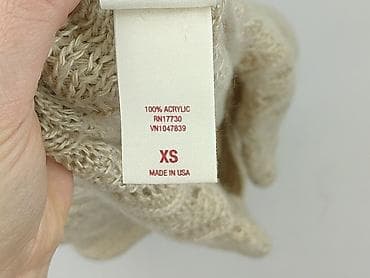 100% ACRYLIC
RN17730
VN1047839
XS
MADE IN USA